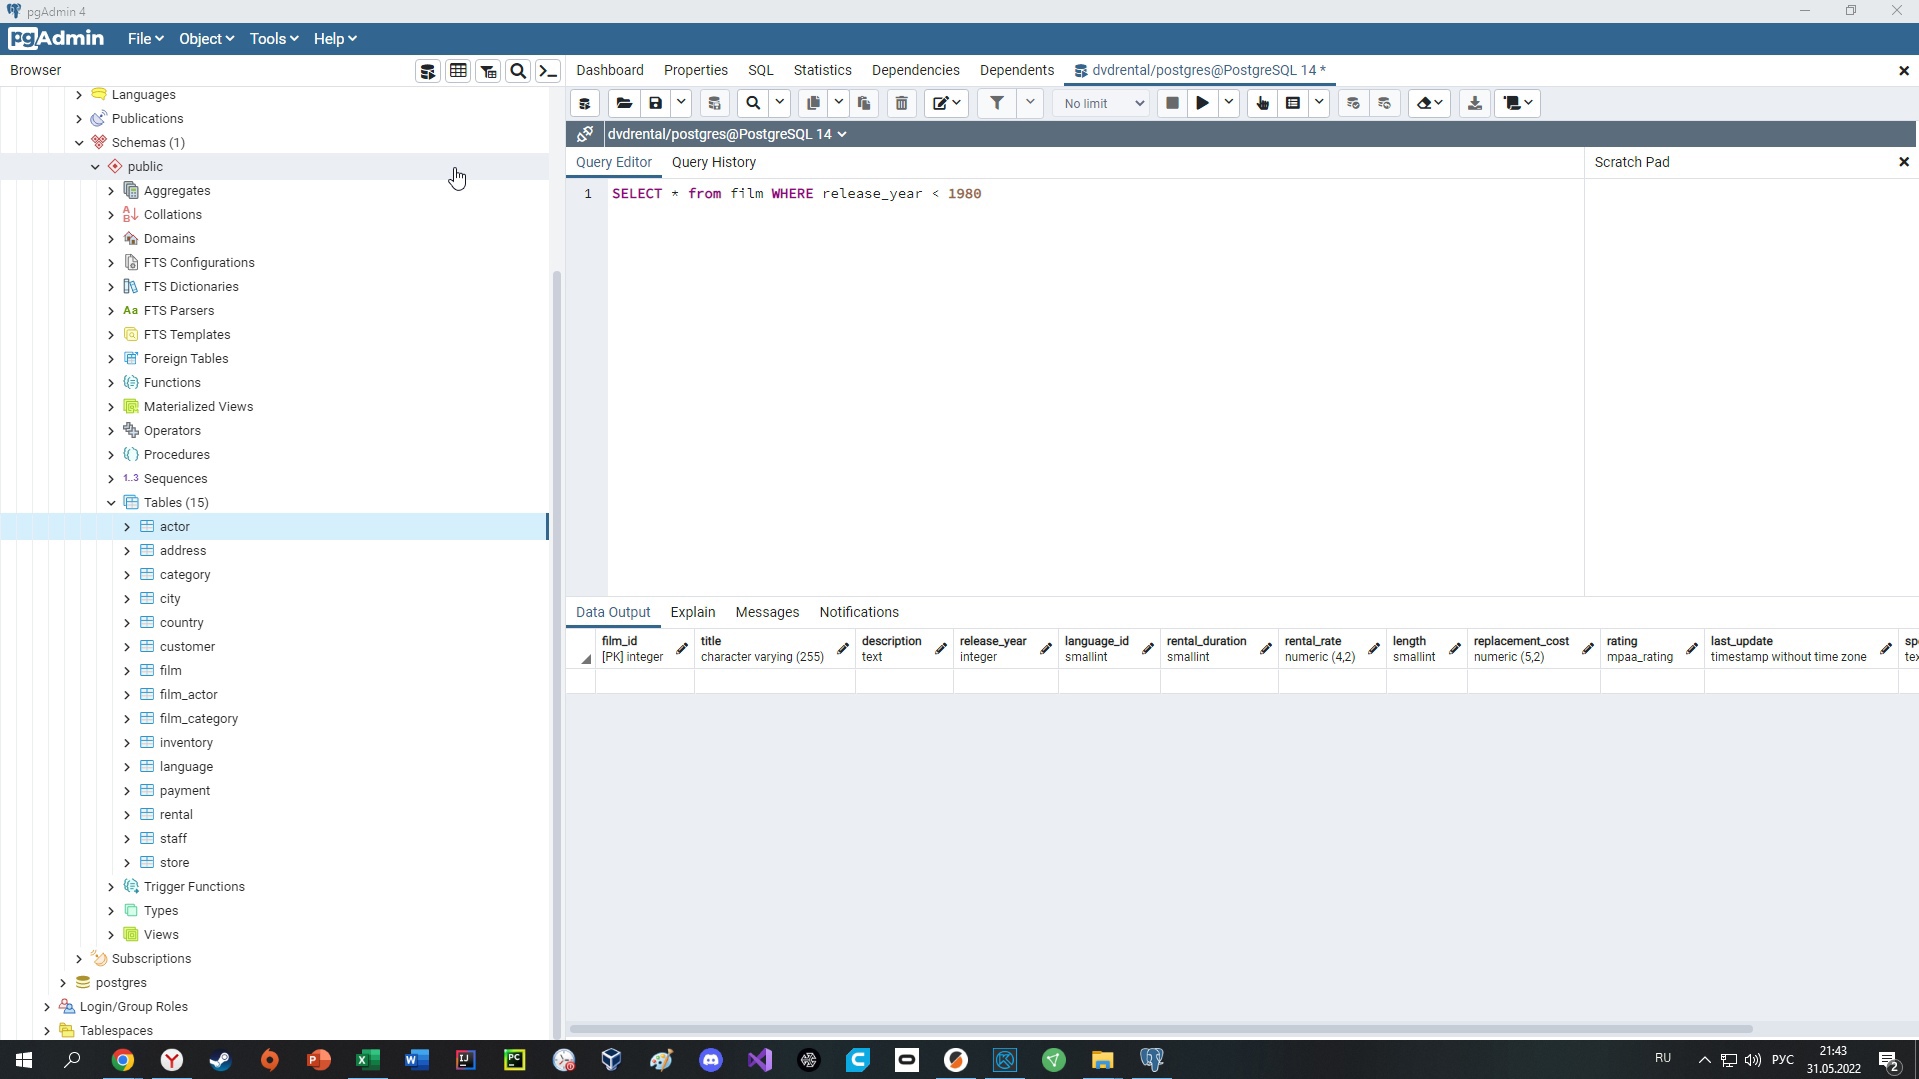 pgAdmin 4
pgAdmin File Object Tools Help
Browser
Dashboard Properties SQL Statistics Dependencies Dependents dvdrental/postgres@PostgreSQL 14 *
No limit
dvdrental/postgres@PostgreSQL 14
Query Editor Query History
Scratch Pad
1 SELECT * from film WHERE release_year < 1980
Languages
Publications
Schemas (1)
public
Aggregates
Collations
Domains
FTS Configurations
FTS Dictionaries
Aa FTS Parsers
FTS Templates
Foreign Tables
Functions
Materialized Views
Operators
Procedures
1..3 Sequences
Tables (15)
actor
address
category
city
country
customer
film
film_actor
film_category
inventory
language
payment
rental
staff
store
Trigger Functions
Types
Views
Subscriptions
postgres
Login/Group Roles
Tablespaces
Data Output Explain Messages Notifications
film_id title description release_year language_id rental_duration rental_rate length replacement_cost rating last_update
[PK] integer character varying (255) text integer smallint smallint numeric (4,2) smallint numeric (5,2) mpaa_rating timestamp without time zone
RU РУС 21:43
31.05.2022
2